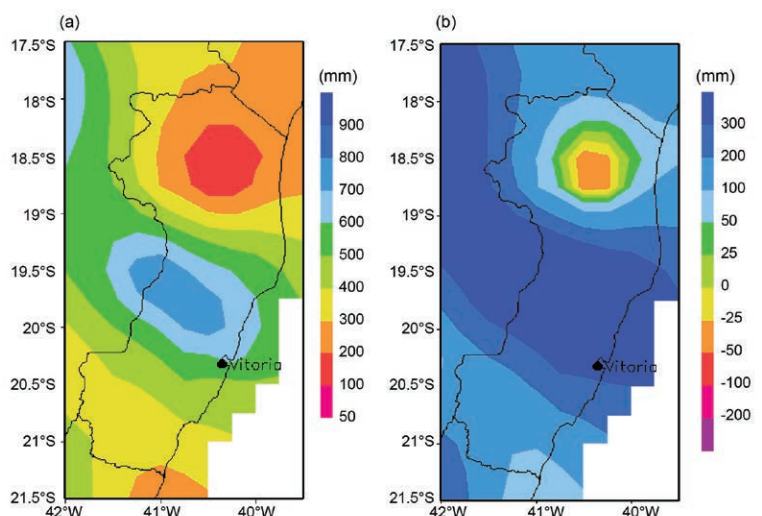 (a)
17.5°S
18°S
18.5°S
19°S
19.5°S
20°S
20.5°S
21°S
21.5°S
42°W
41°W
40°W
Vitoria
(mm)
900
800
700
600
500
400
300
200
100
50
(b)
17.5°S
18°S
18.5°S
19°S
19.5°S
20°S
20.5°S
21°S
21.5°S
42°W
41°W
40°W
Vitoria
(mm)
300
200
100
50
25
0
-25
-50
-100
-200